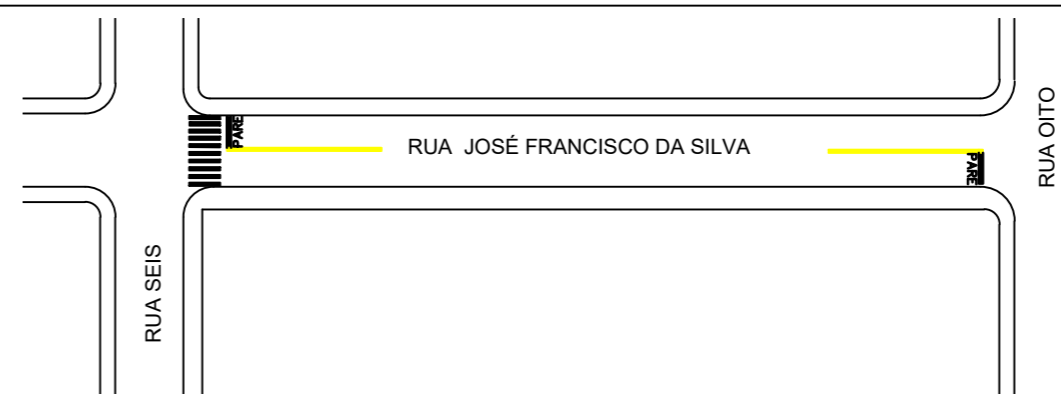 PARE
RUA JOSÉ FRANCISCO DA SILVA
PARE
RUA OITO
RUA SEIS